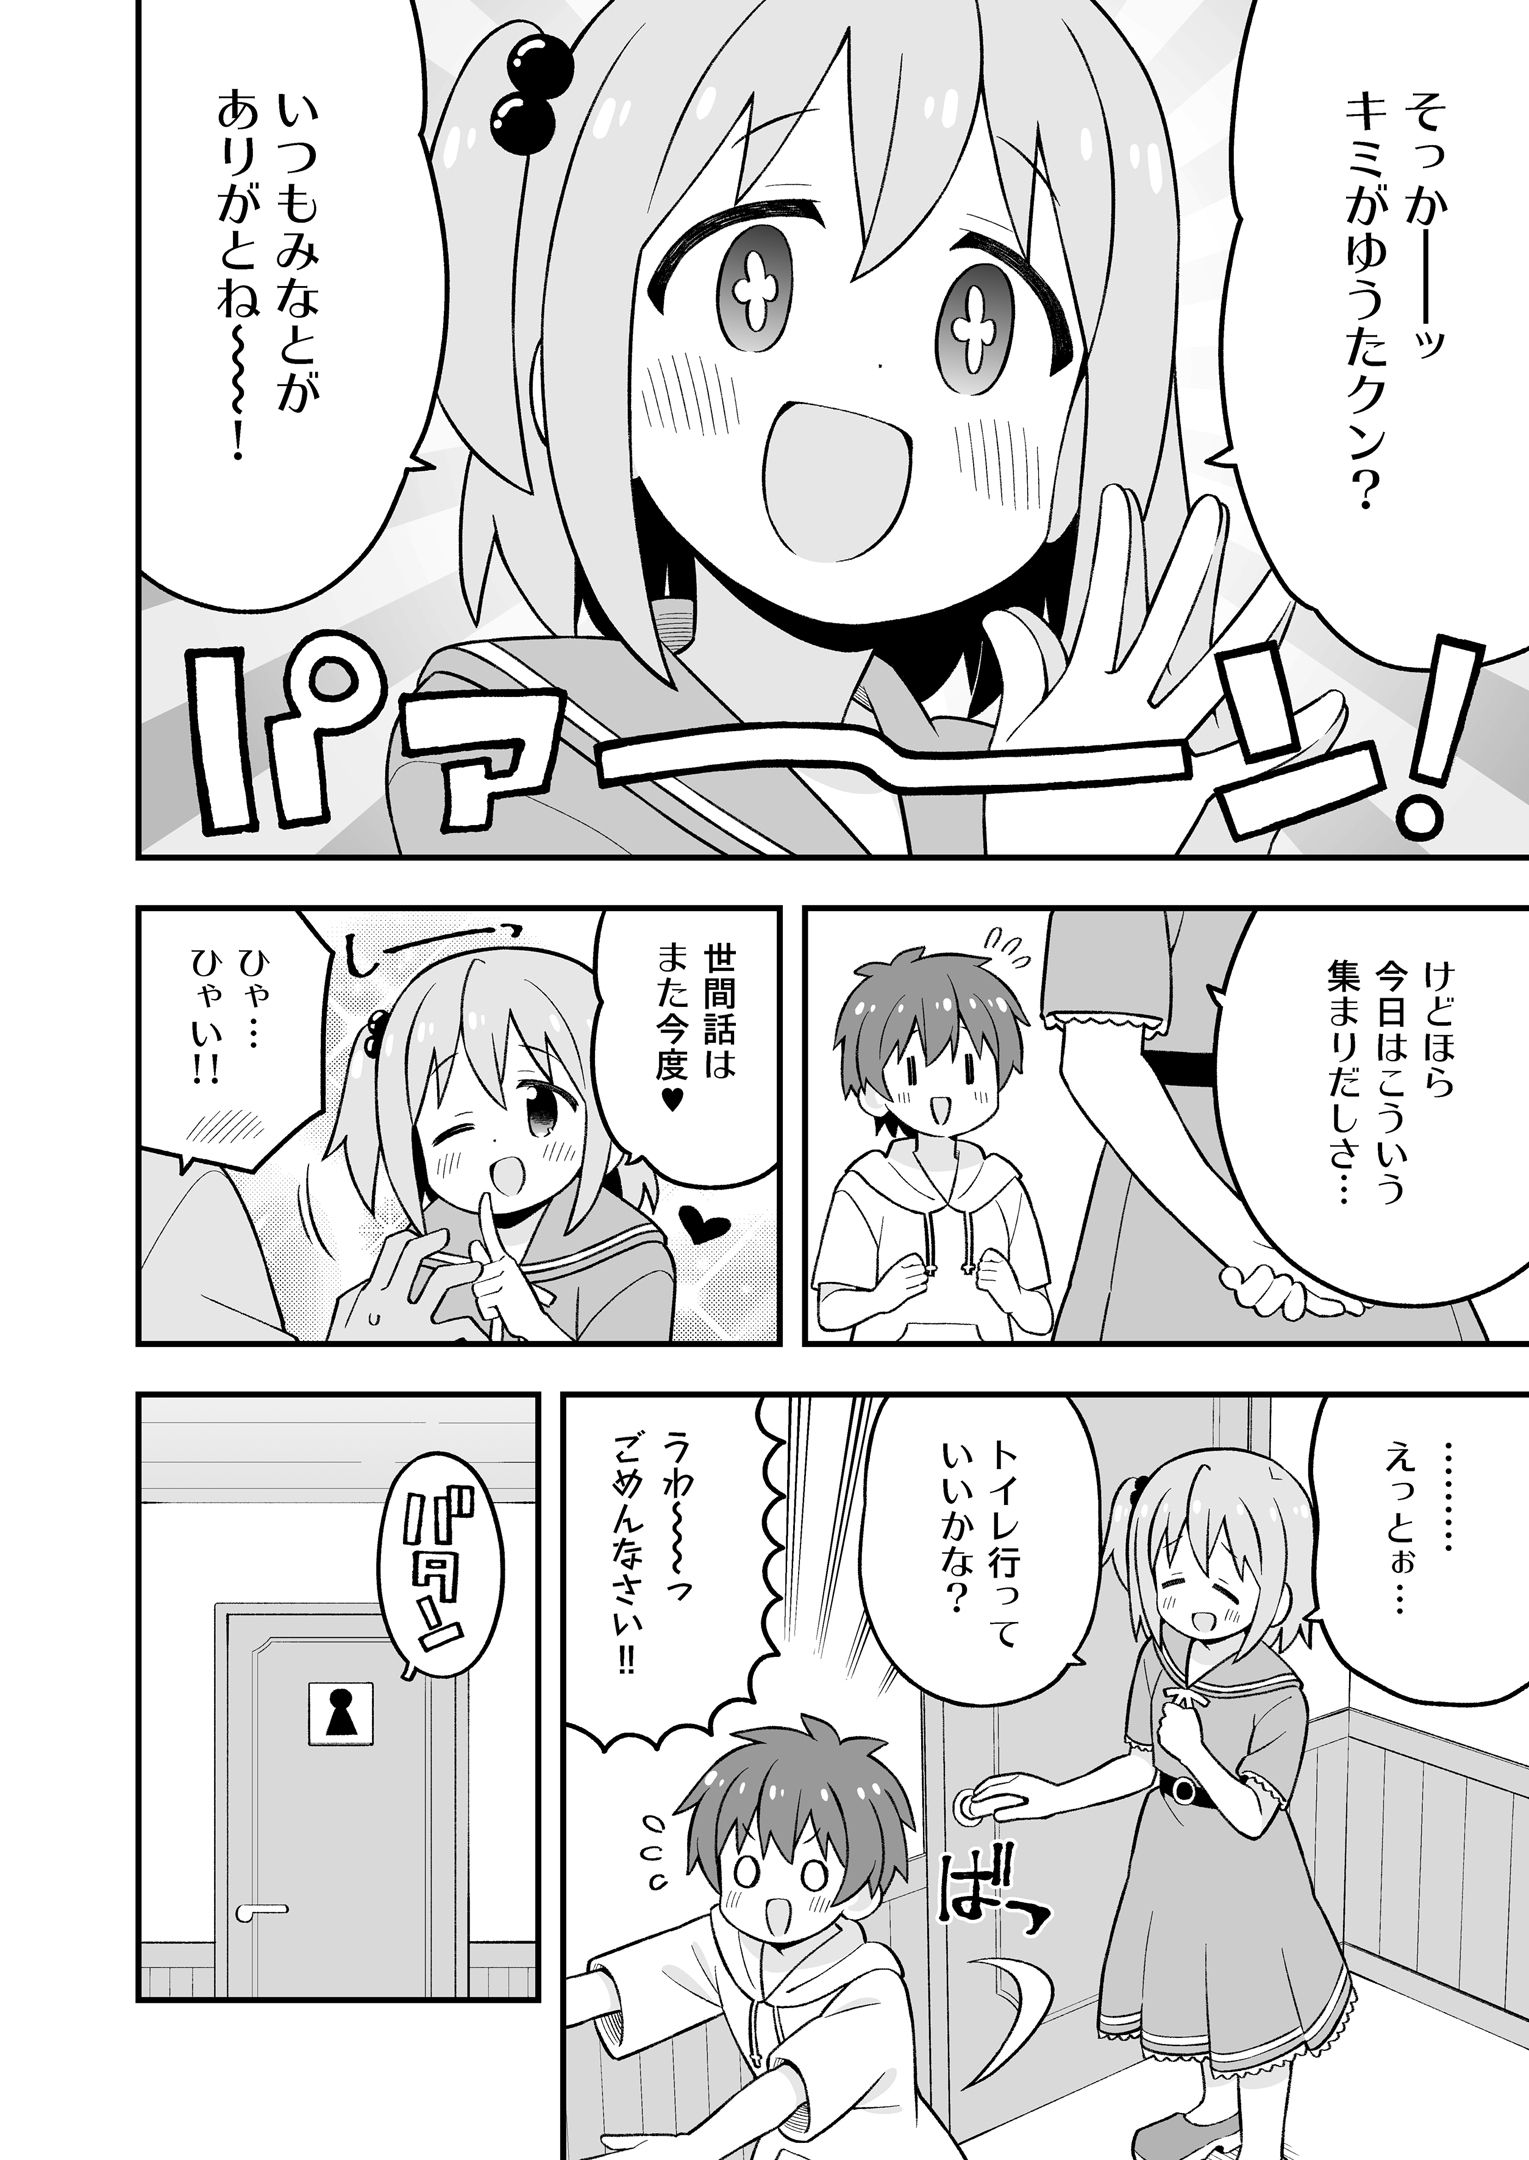 そっかーーッ
キミがゆうたクン?
いつもみなとが
ありがとね~~~!
パァーーン!
けどほら
今日はこういう
集まりだしさ…
世間話は
また今度♥
しーっ
ひゃ…
ひゃい!!
………
えっとぉ…
トイレ行って
いいかな?
ばっ
うわ~~~っ
ごめんなさい!!
バタン